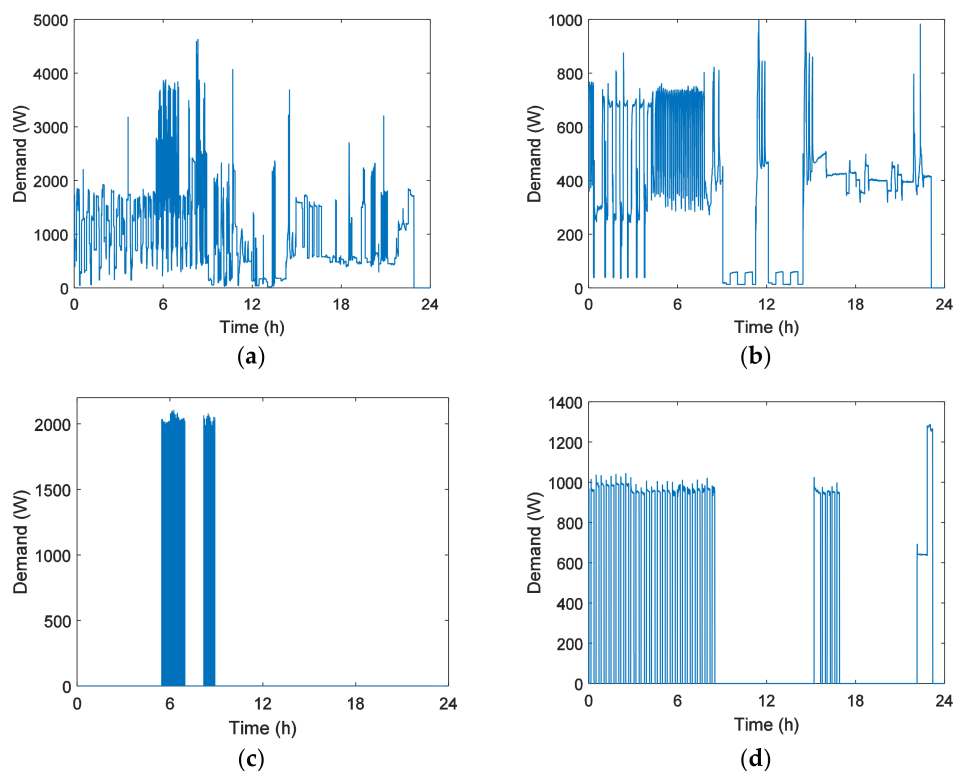 5000
4000
3000
2000
1000
0
Demand (W)
0 6 12 18 24
Time (h)
(a)
1000
800
600
400
200
0
Demand (W)
0 6 12 18 24
Time (h)
(b)
2000
1500
1000
500
0
Demand (W)
0 6 12 18 24
Time (h)
(c)
1400
1200
1000
800
600
400
200
0
Demand (W)
0 6 12 18 24
Time (h)
(d)